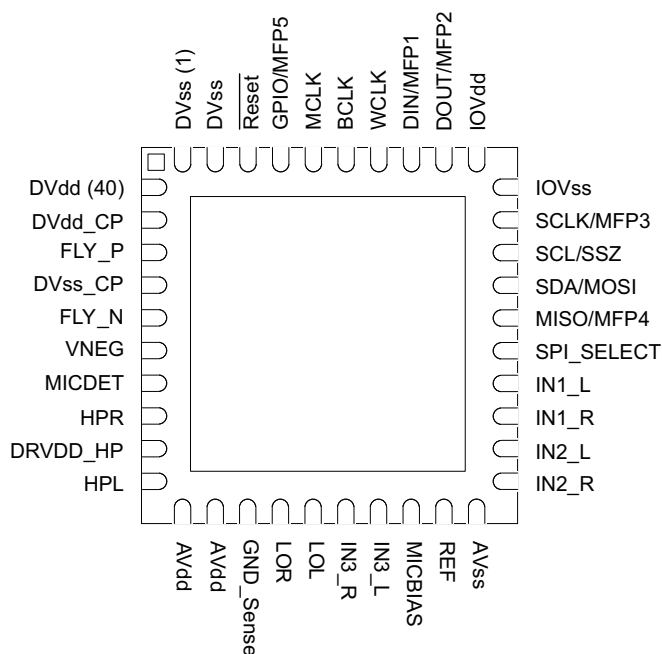 DVss (1)
DVss
Reset
GPIO/MFP5
MCLK
BCLK
WCLK
DIN/MFP1
DOUT/MFP2
IOVdd
DVdd (40)
DVdd_CP
FLY_P
DVss_CP
FLY_N
VNEG
MICDET
HPR
DRVDD_HP
HPL
IOVss
SCLK/MFP3
SCL/SSZ
SDA/MOSI
MISO/MFP4
SPI_SELECT
IN1_L
IN1_R
IN2_L
IN2_R
AVdd
AVdd
GND_Sense
LOR
LOL
IN3_R
IN3_L
MICBIAS
REF
AVss